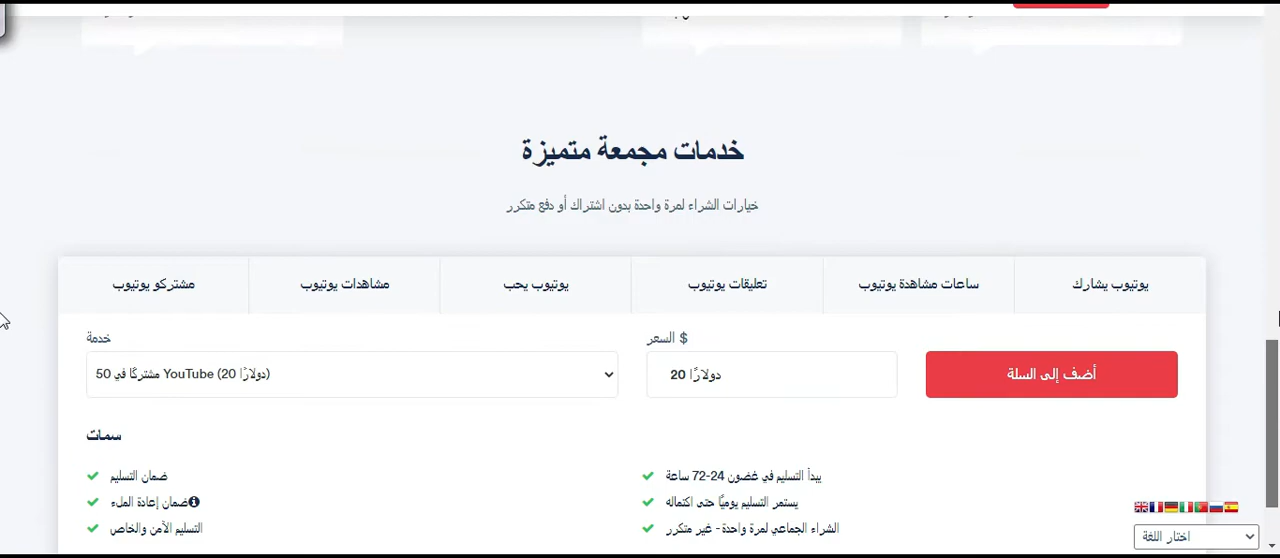 خدمات مجمعة متميزة
خيارات الشراء لمرة واحدة بدون اشتراك أو دفع متكرر
مشتركو يوتيوب
مشاهدات يوتيوب
يوتيوب يحب
تعليقات يوتيوب
ساعات مشاهدة يوتيوب
يوتيوب يشارك
خدمة
50 مشتركًا في YouTube (20 دولارًا)
السعر $
20 دولارًا
أضف إلى السلة
سمات
ضمان التسليم
ضمان إعادة الملء
التسليم الآمن والخاص
يبدأ التسليم في غضون 24-72 ساعة
يستمر التسليم يوميًا حتى اكتماله
الشراء الجماعي لمرة واحدة - غير متكرر
اختار اللغة